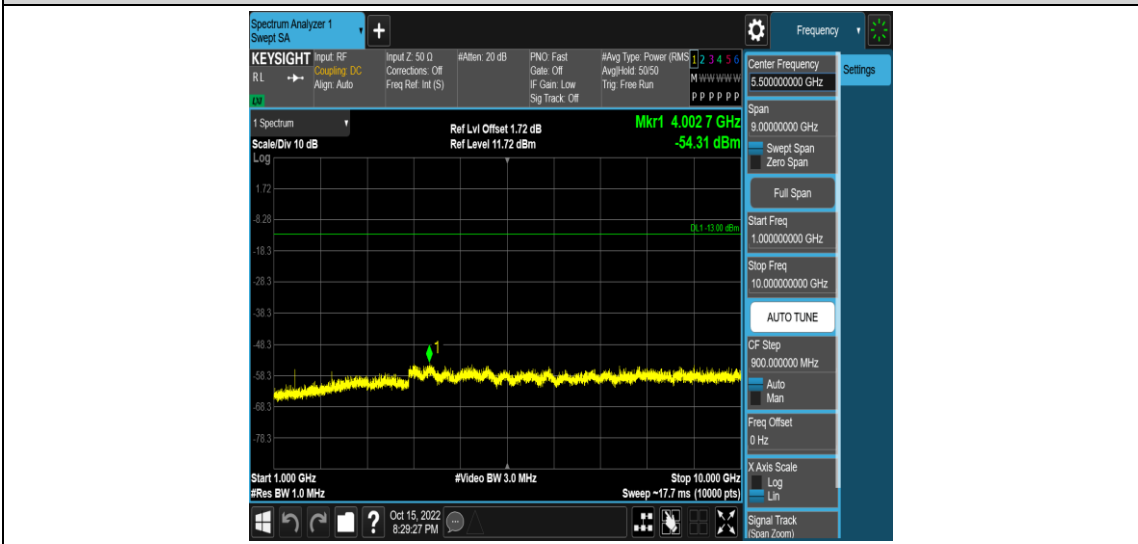 Spectrum Analyzer 1
Swept SA
+
Frequency
KEYSIGHT
RL
LXI
Input: RF
Coupling: DC
Align: Auto
Input Z: 50 Ω
Corrections: Off
Freq Ref: Int (S)
#Atten: 20 dB
PNO: Fast
Gate: Off
IF Gain: Low
Sig Track: Off
#Avg Type: Power (RMS
Avg|Hold: 50/50
Trig: Free Run
1 2 3 4 5 6
M W W W W W
P P P P P P
1 Spectrum
Scale/Div 10 dB
Log
Ref Lvl Offset 1.72 dB
Ref Level 11.72 dBm
Mkr1 4.002 7 GHz
-54.31 dBm
1.72
-8.28
DL1 -13.00 dBm
-18.3
-28.3
-38.3
-48.3
1
-58.3
-68.3
-78.3
Start 1.000 GHz
#Res BW 1.0 MHz
#Video BW 3.0 MHz
Stop 10.000 GHz
Sweep ~17.7 ms (10000 pts)
Oct 15, 2022
8:29:27 PM
?
Center Frequency
5.500000000 GHz
Settings
Span
9.00000000 GHz
Swept Span
Zero Span
Full Span
Start Freq
1.000000000 GHz
Stop Freq
10.000000000 GHz
AUTO TUNE
CF Step
900.000000 MHz
Auto
Man
Freq Offset
0 Hz
X Axis Scale
Log
Lin
Signal Track
(Span Zoom)